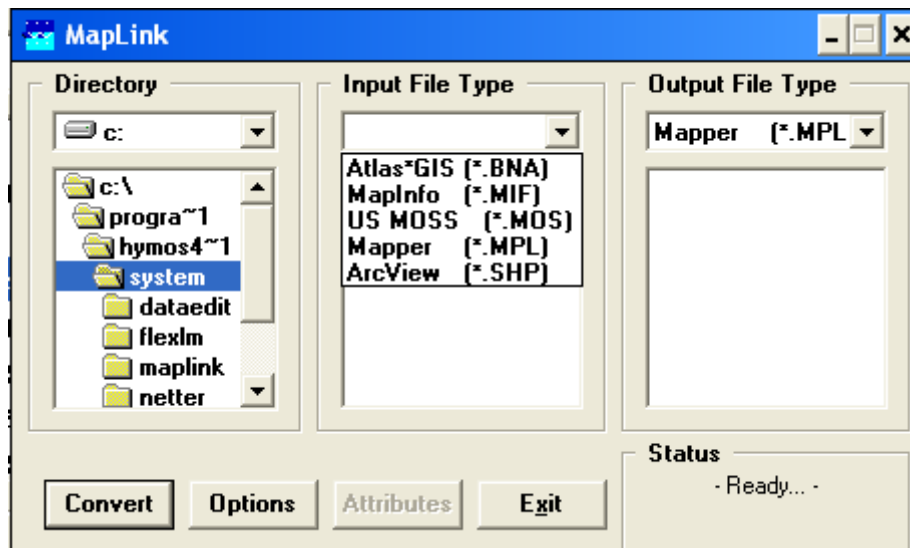 MapLink
Directory
c:
c:\
progra~1
hymos4~1
system
dataedit
flexlm
maplink
netter
Input File Type
Atlas*GIS (*.BNA)
MapInfo (*.MIF)
US MOSS (*.MOS)
Mapper (*.MPL)
ArcView (*.SHP)
Output File Type
Mapper (*.MPL
Convert
Options
Attributes
Exit
Status
- Ready... -